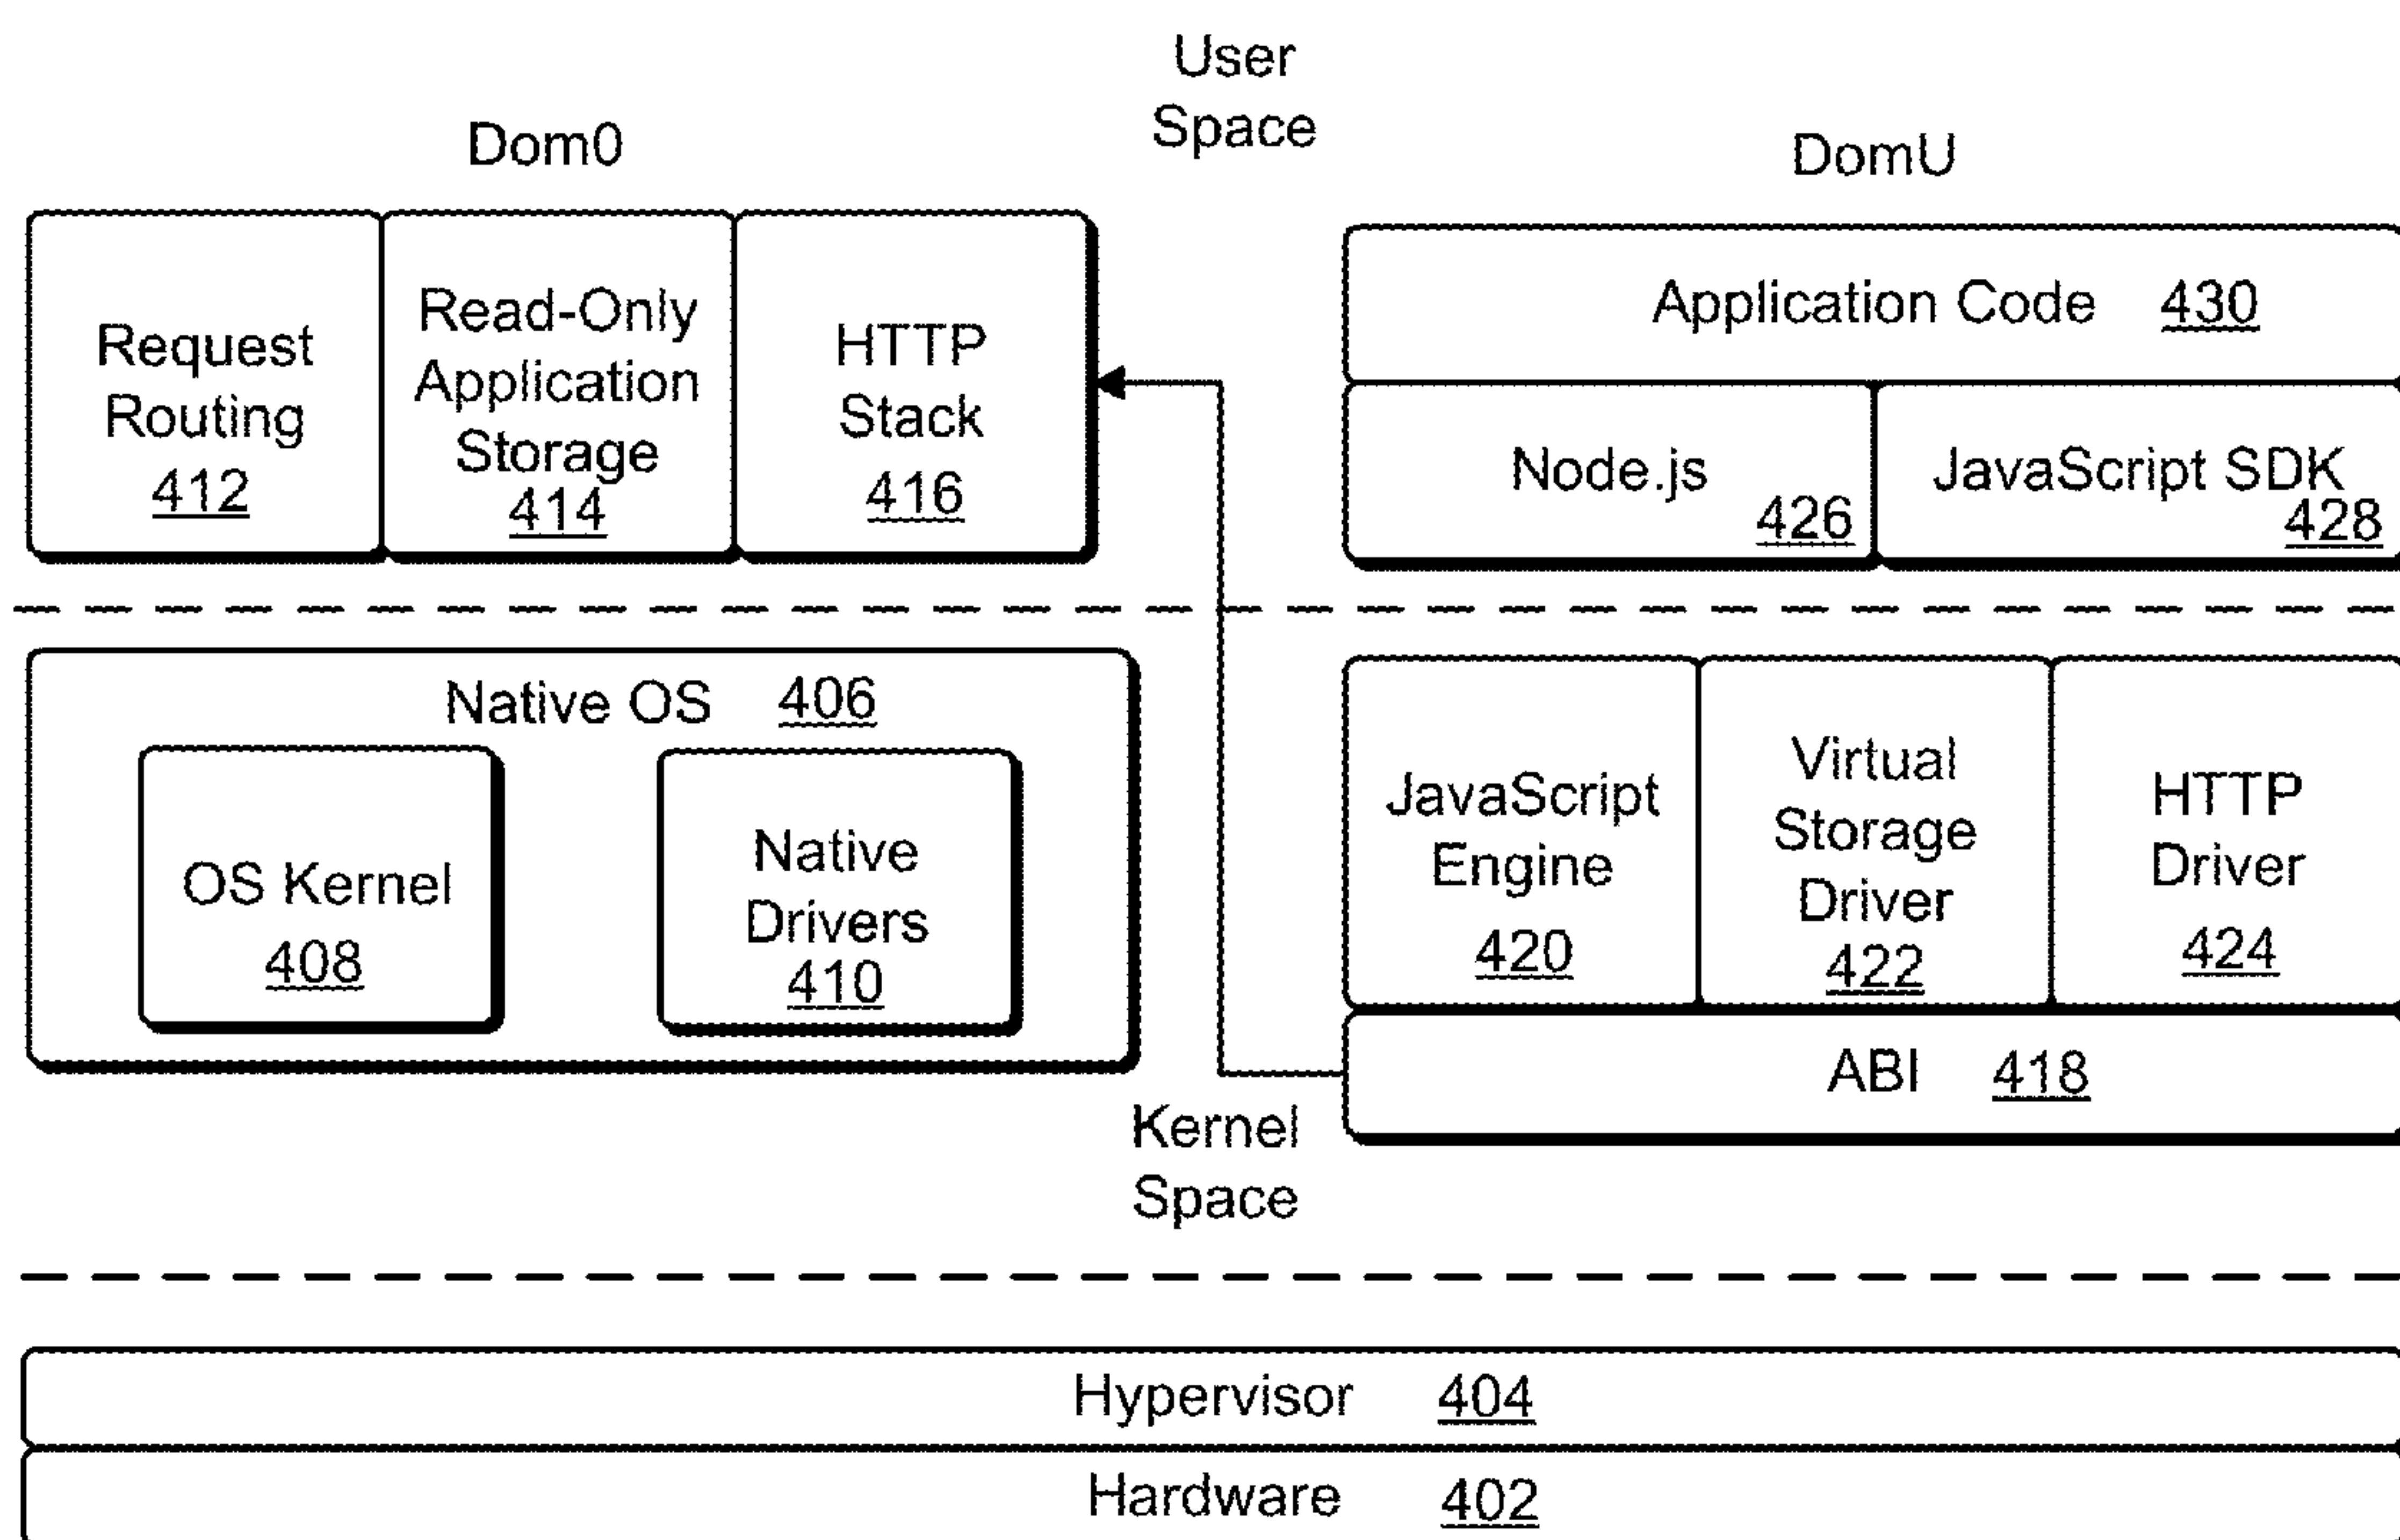 User
Space
Dom0
DomU
Request
Routing
412
Read-Only
Application
Storage
414
HTTP
Stack
416
Application Code 430
Node.js
426
JavaScript SDK
428
Native OS 406
OS Kernel
408
Native
Drivers
410
JavaScript
Engine
420
Virtual
Storage
Driver
422
HTTP
Driver
424
ABI 418
Kernel
Space
Hypervisor 404
Hardware 402